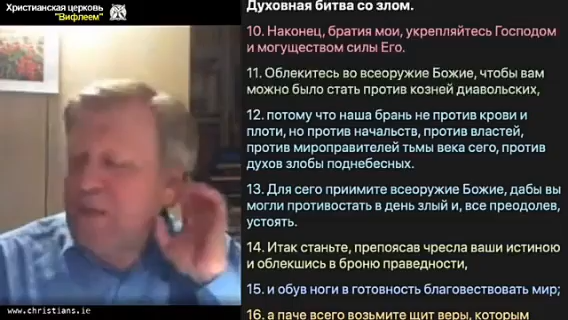 Христианская церковь
"Вифлеем"
Духовная битва со злом.
10. Наконец, братия мои, укрепляйтесь Господом
и могуществом силы Его.
11. Облекитесь во всеоружие Божие, чтобы вам
можно было стать против козней диавольских,
12. потому что наша брань не против крови и
плоти, но против начальств, против властей,
против мироправителей тьмы века сего, против
духов злобы поднебесных.
13. Для сего приимите всеоружие Божие, дабы вы
могли противостать в день злый и, все преодолев,
устоять.
14. Итак станьте, препоясав чресла ваши истиною
и облекшись в броню праведности,
15. и обув ноги в готовность благовествовать мир;
16. а паче всего возьмите щит веры, которым
www.christians.ie